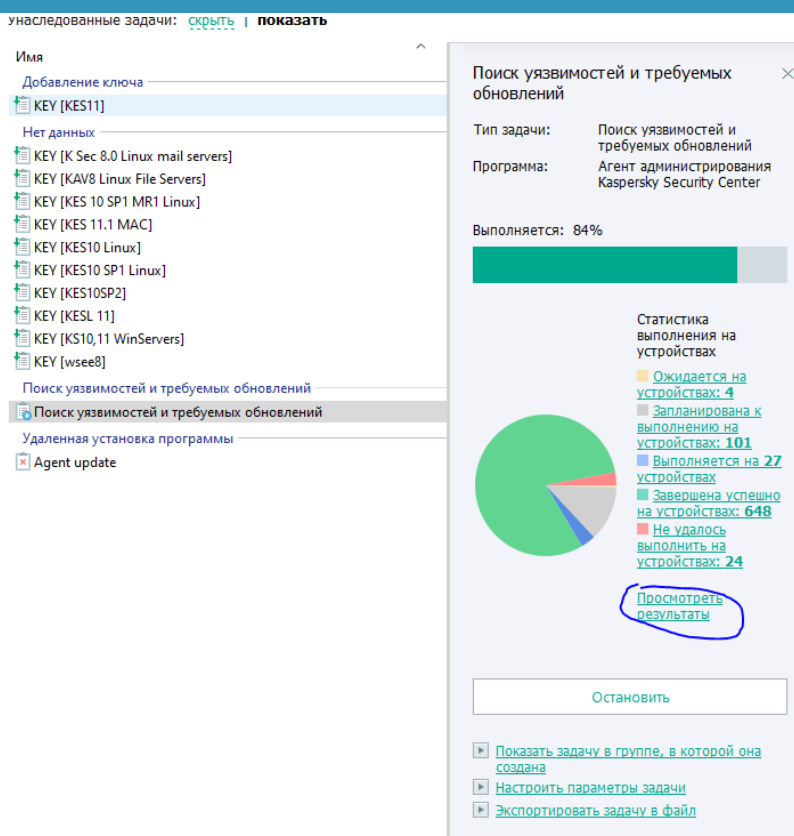 Унаследованные задачи: скрыть | показать
Имя
Добавление ключа
KEY [KES11]
Нет данных
KEY [K Sec 8.0 Linux mail servers]
KEY [KAV8 Linux File Servers]
KEY [KES 10 SP1 MR1 Linux]
KEY [KES 11.1 MAC]
KEY [KES10 Linux]
KEY [KES10 SP1 Linux]
KEY [KES10SP2]
KEY [KESL 11]
KEY [KS10,11 WinServers]
KEY [wsee8]
Поиск уязвимостей и требуемых обновлений
Поиск уязвимостей и требуемых обновлений
Удаленная установка программы
Agent update
Поиск уязвимостей и требуемых
обновлений
Тип задачи: Поиск уязвимостей и
требуемых обновлений
Программа: Агент администрирования
Kaspersky Security Center
Выполняется: 84%
Статистика
выполнения на
устройствах
Ожидается на
устройствах: 4
Запланирована к
выполнению на
устройствах: 101
Выполняется на 27
устройствах
Завершена успешно
на устройствах: 648
Не удалось
выполнить на
устройствах: 24
Просмотреть
результаты
Остановить
Показать задачу в группе, в которой она
создана
Настроить параметры задачи
Экспортировать задачу в файл